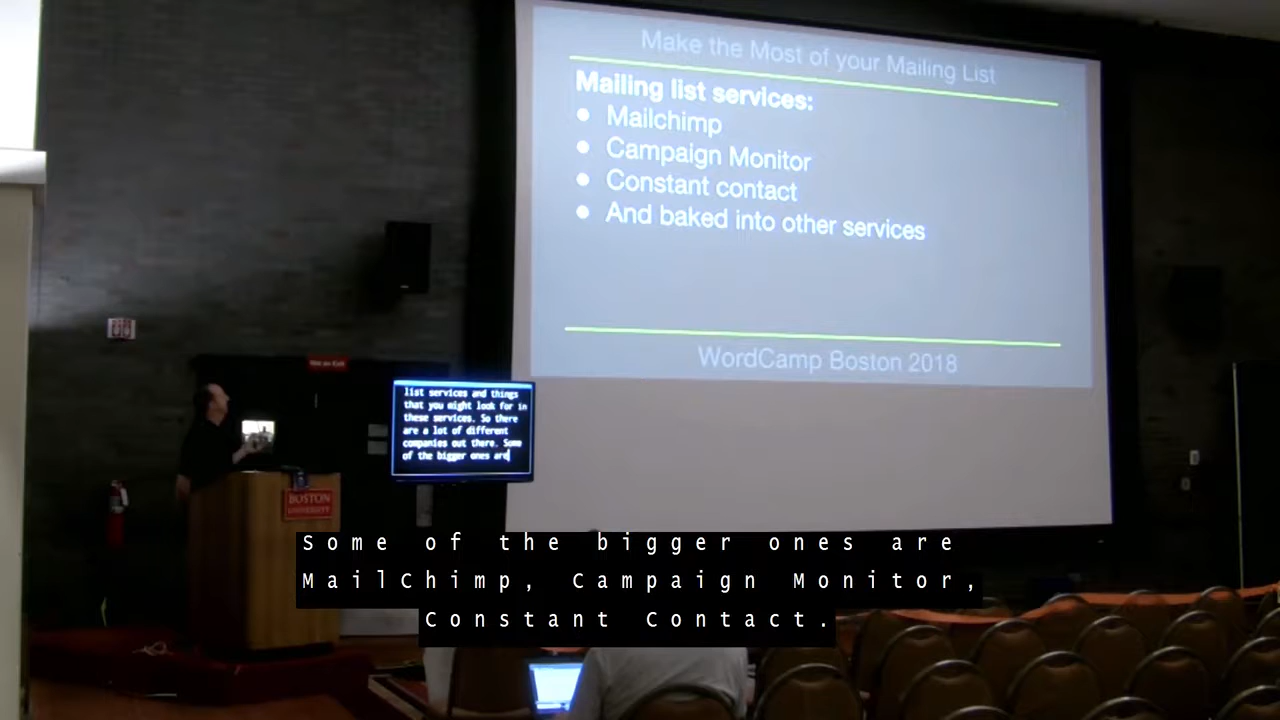 Make the Most of your Mailing List
Mailing list services:
Mailchimp
Campaign Monitor
Constant contact
And baked into other services
WordCamp Boston 2018
Not an Exit
list services and things
that you might look for in
these services. So there
are a lot of different
companies out there. Some
of the bigger ones are
BOSTON
UNIVERSITY
Some of the bigger ones are
MailChimp, Campaign Monitor,
Constant Contact.